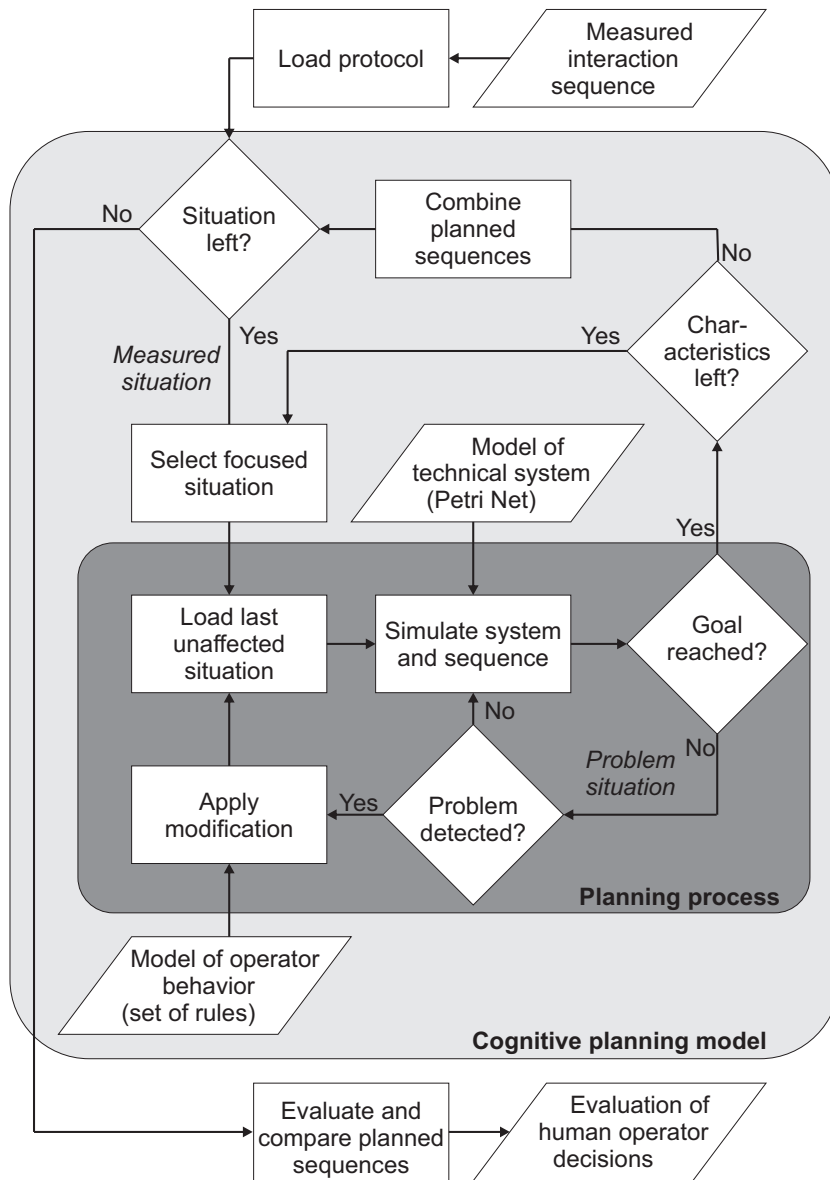 Load protocol
Measured
interaction
sequence
No
Situation
left?
Combine
planned
sequences
No
Yes
Measured
situation
Yes
Char-
acteristics
left?
Select focused
situation
Model of
technical system
(Petri Net)
Yes
Load last
unaffected
situation
Simulate system
and sequence
Goal
reached?
No
No
Problem
situation
Apply
modification
Yes
Problem
detected?
Planning process
Model of operator
behavior
(set of rules)
Cognitive planning model
Evaluate and
compare planned
sequences
Evaluation of
human operator
decisions